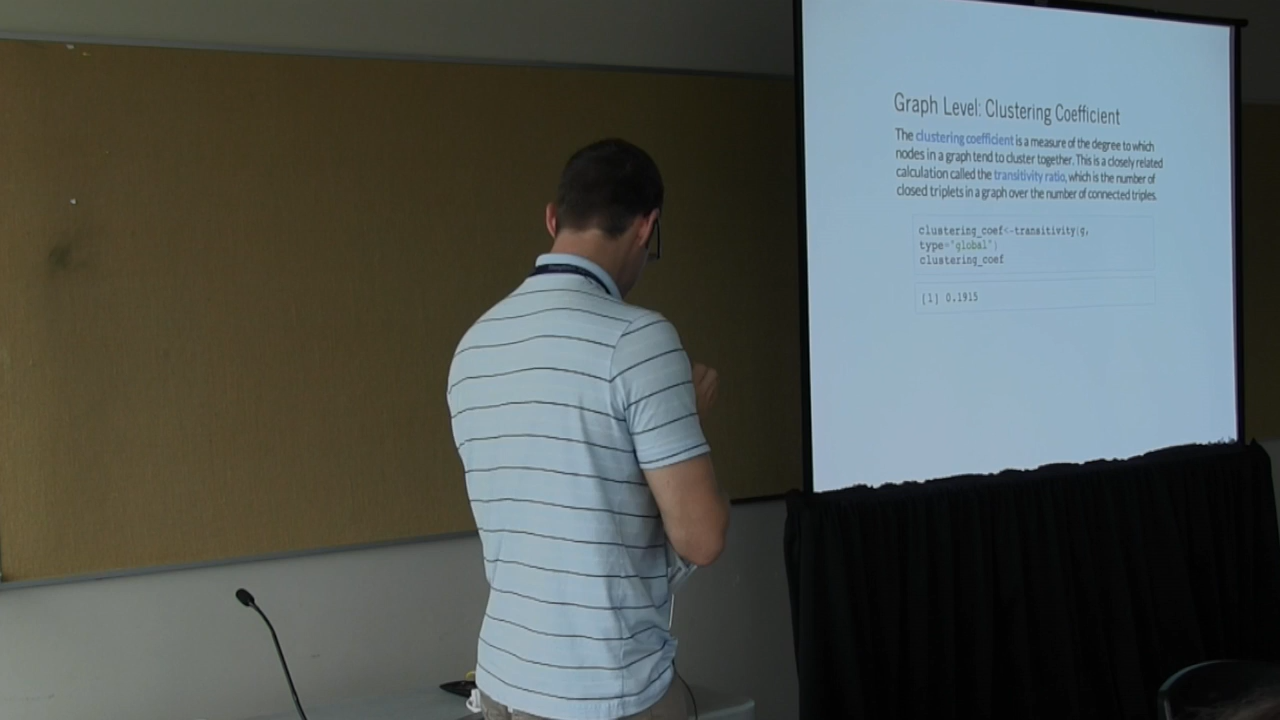 Graph Level: Clustering Coefficient
The clustering coefficient is a measure of the degree to which
nodes in a graph tend to cluster together. This is a closely related
calculation called the transitivity ratio, which is the number of
closed triplets in a graph over the number of connected triples.
clustering_coef<-transitivity(g,
type="global")
clustering_coef
[1] 0.1915